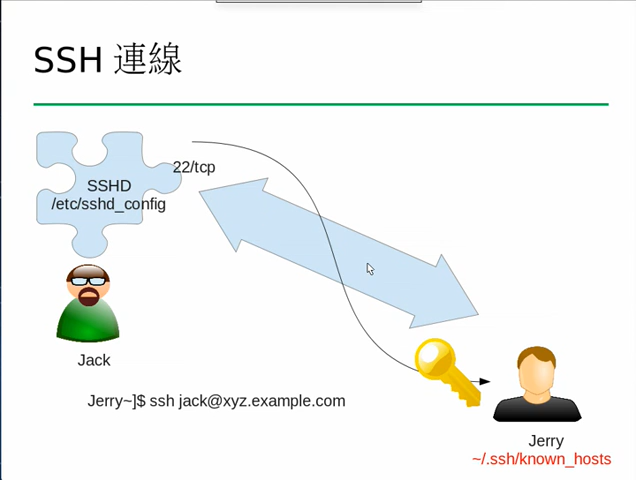 SSH 連線
22/tcp
SSHD
/etc/sshd_config
Jack
Jerry~]$ ssh jack@xyz.example.com
Jerry
~/.ssh/known_hosts